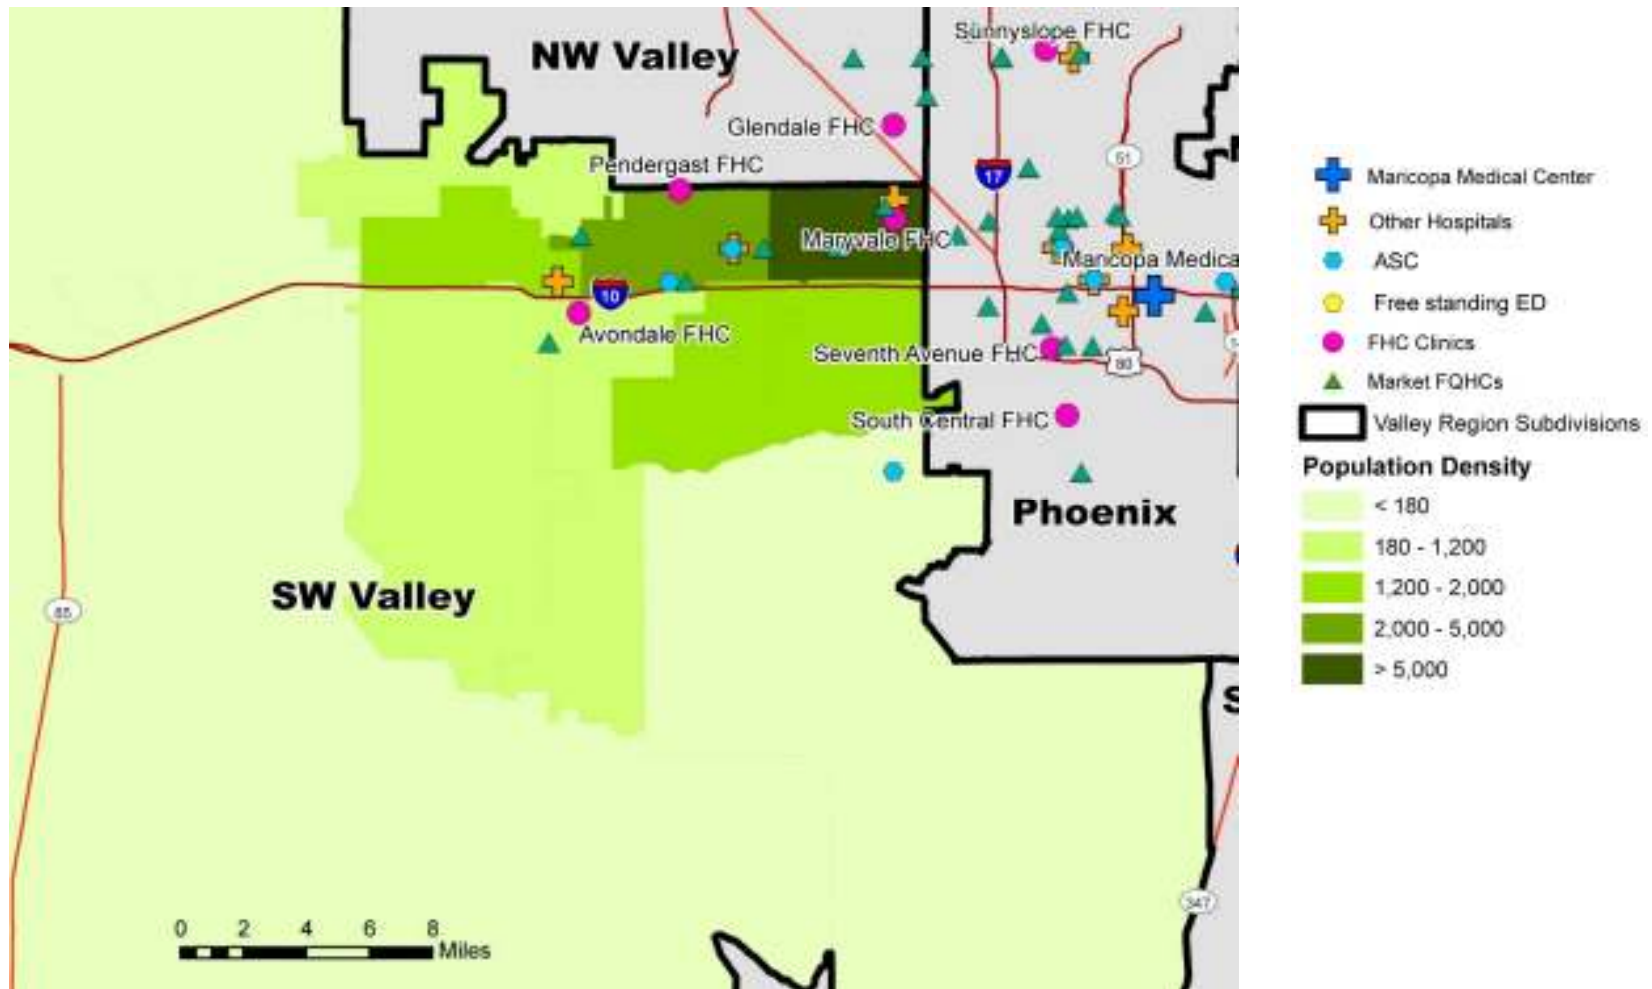 Sunnyslope FHC
NW Valley
Glendale FHC
Pendergast FHC
17
51
Maryvale FHC
Maricopa Medica
10
Avondale FHC
Seventh Avenue FHC
80
South Central FHC
Phoenix
SW Valley
85
347
0 2 4 6 8
Miles
Maricopa Medical Center
Other Hospitals
ASC
Free standing ED
FHC Clinics
Market FQHCs
Valley Region Subdivisions
Population Density
< 180
180 - 1,200
1,200 - 2,000
2,000 - 5,000
> 5,000